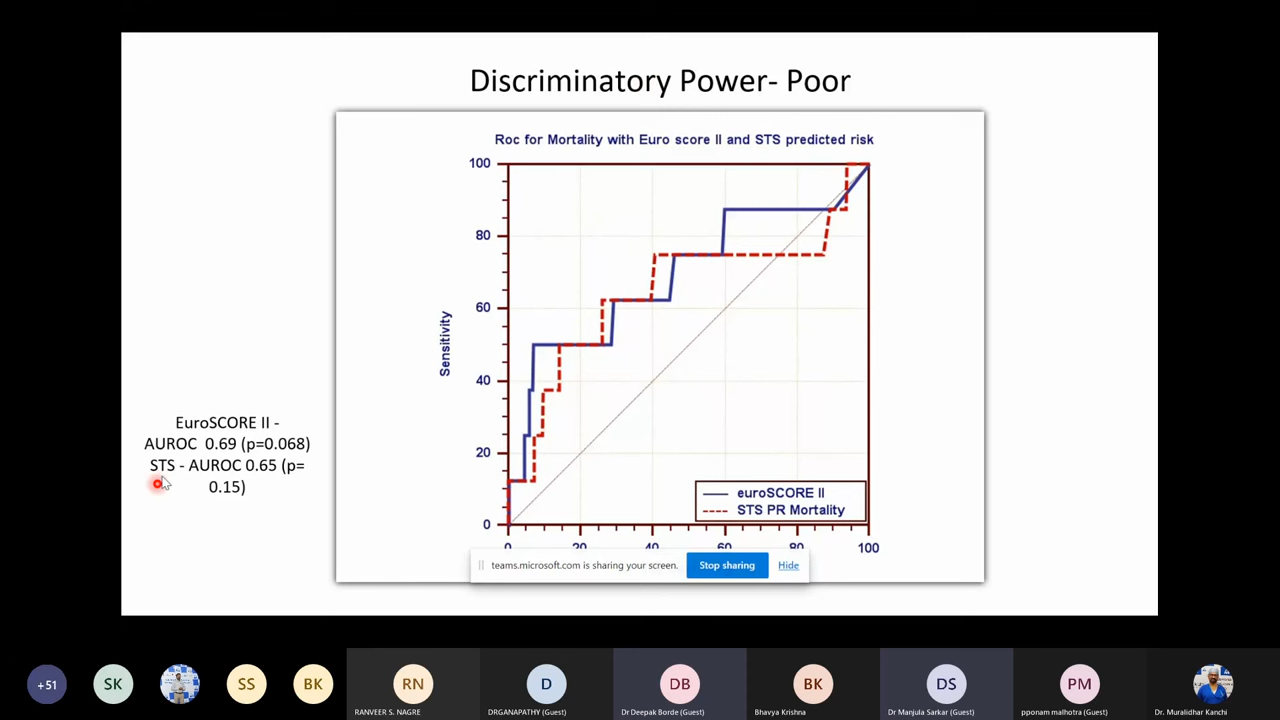 Discriminatory Power- Poor
Roc for Mortality with Euro score II and STS predicted risk
100
80
60
40
20
0
Sensitivity
EuroSCORE II -
AUROC 0.69 (p=0.068)
STS - AUROC 0.65 (p=
0.15)
euroSCORE II
STS PR Mortality
0 20 40 60 80 100
teams.microsoft.com is sharing your screen.
Stop sharing
Hide
+51
SK
SS
BK
RN
D
DB
BK
DS
PM
RANVEER S. NAGRE
DRGANAPATHY (Guest)
Dr Deepak Borde (Guest)
Bhavya Krishna
Dr Manjula Sarkar (Guest)
pponam malhotra (Guest)
Dr. Muralidhar Kanchi